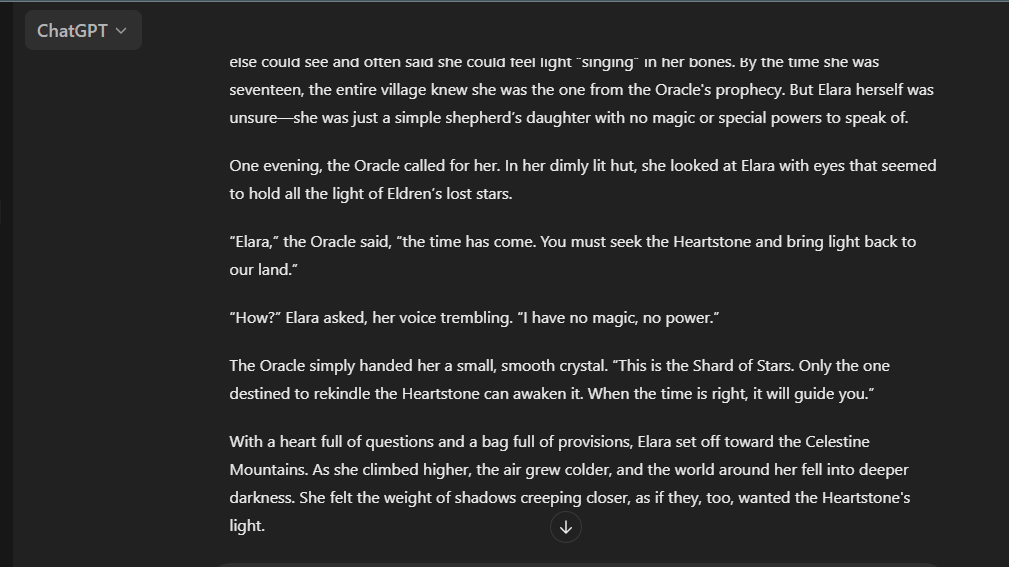 ChatGPT
else could see and often said she could feel light “singing” in her bones. By the time she was
seventeen, the entire village knew she was the one from the Oracle's prophecy. But Elara herself was
unsure—she was just a simple shepherd’s daughter with no magic or special powers to speak of.
One evening, the Oracle called for her. In her dimly lit hut, she looked at Elara with eyes that seemed
to hold all the light of Eldren’s lost stars.
“Elara,” the Oracle said, “the time has come. You must seek the Heartstone and bring light back to
our land.”
“How?” Elara asked, her voice trembling. “I have no magic, no power.”
The Oracle simply handed her a small, smooth crystal. “This is the Shard of Stars. Only the one
destined to rekindle the Heartstone can awaken it. When the time is right, it will guide you.”
With a heart full of questions and a bag full of provisions, Elara set off toward the Celestine
Mountains. As she climbed higher, the air grew colder, and the world around her fell into deeper
darkness. She felt the weight of shadows creeping closer, as if they, too, wanted the Heartstone's
light.